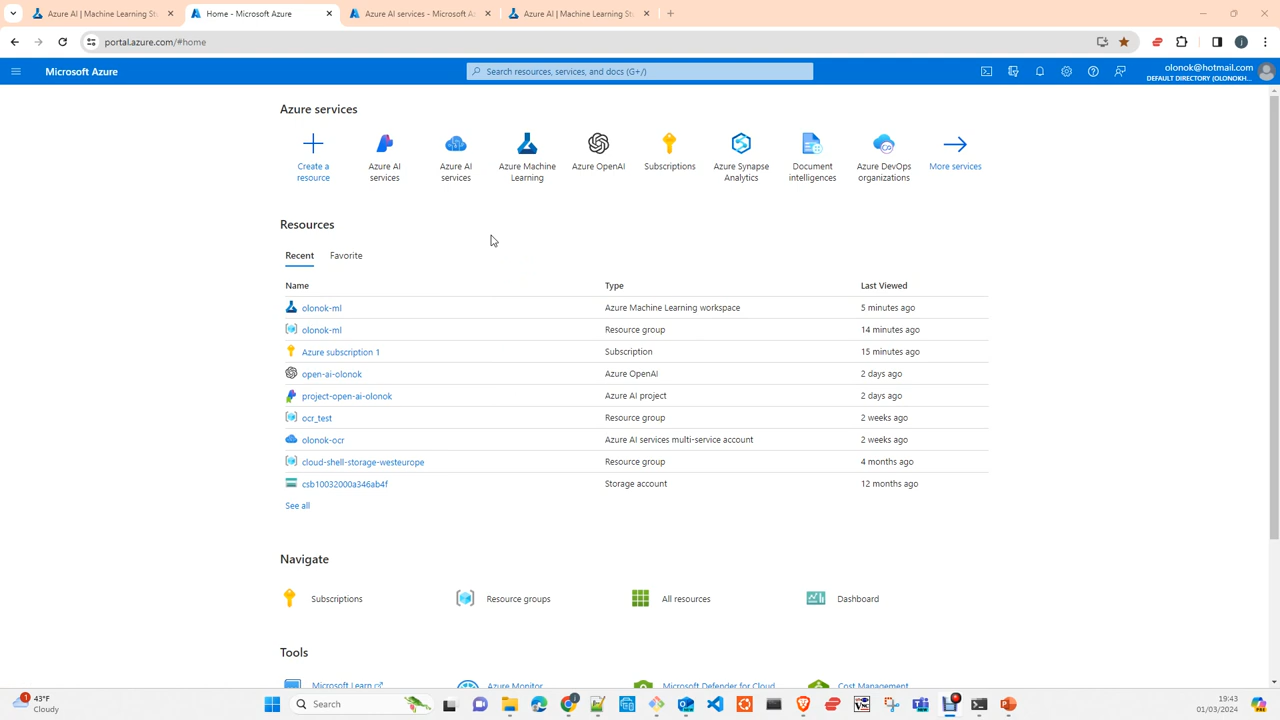 Azure AI | Machine Learning St
Home - Microsoft Azure
Azure AI services - Microsoft A
Azure AI | Machine Learning St
portal.azure.com/#home
Microsoft Azure
Search resources, services, and docs (G+/)
olonok@hotmail.com
DEFAULT DIRECTORY (OLONOKH...
Azure services
Create a resource
Azure AI services
Azure AI services
Azure Machine Learning
Azure OpenAI
Subscriptions
Azure Synapse Analytics
Document intelligences
Azure DevOps organizations
More services
Resources
Recent
Favorite
Name
Type
Last Viewed
olonok-ml
Azure Machine Learning workspace
5 minutes ago
olonok-ml
Resource group
14 minutes ago
Azure subscription 1
Subscription
15 minutes ago
open-ai-olonok
Azure OpenAI
2 days ago
project-open-ai-olonok
Azure AI project
2 days ago
ocr_test
Resource group
2 weeks ago
olonok-ocr
Azure AI services multi-service account
2 weeks ago
cloud-shell-storage-westeurope
Resource group
4 months ago
csb10032000a346ab4f
Storage account
12 months ago
See all
Navigate
Subscriptions
Resource groups
All resources
Dashboard
Tools
Microsoft Learn
Azure Monitor
Microsoft Defender for Cloud
Cost Management
1
43°F
Cloudy
Search
19:43
01/03/2024